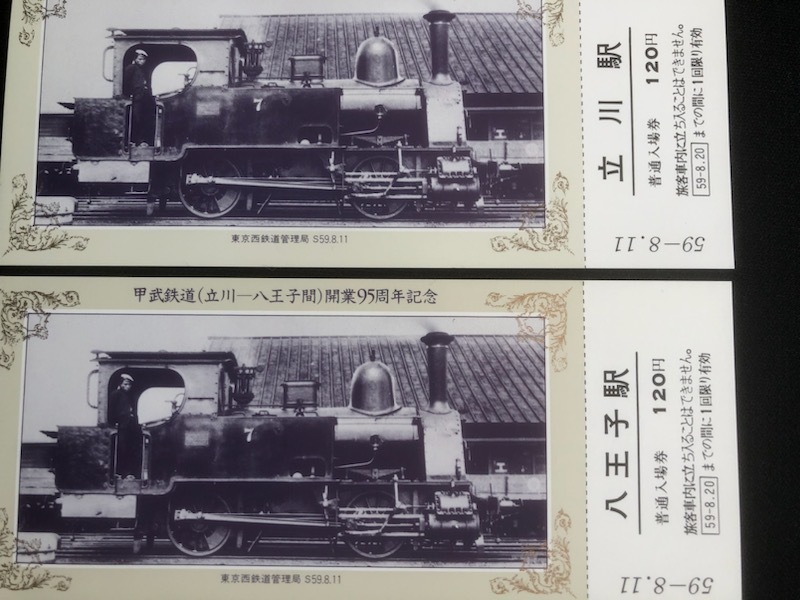 7
東京西鉄道管理局 S59.8.11
立川駅
普通入場券 120円
旅客車内に立ち入ることはできません。
59-8.20 までの間に1回限り有効
59-8.11
甲武鉄道(立川―八王子間)開業95周年記念
7
東京西鉄道管理局 S59.8.11
八王子駅
普通入場券 120円
旅客車内に立ち入ることはできません。
59-8.20 までの間に1回限り有効
59-8.11